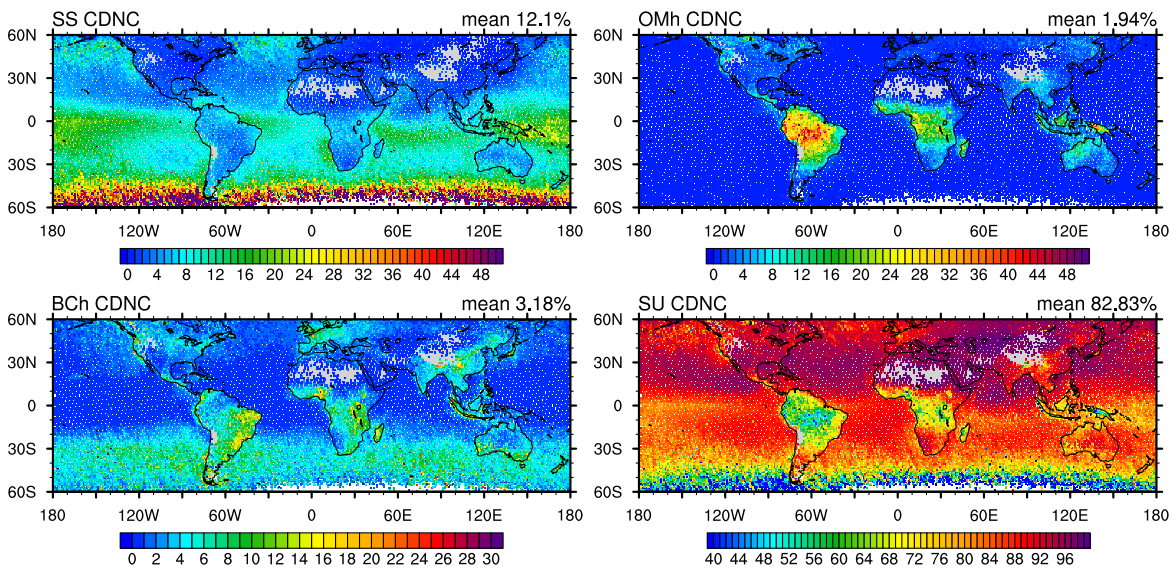 SS CDNC mean 12.1%
60N
30N
0
30S
60S
180 120W 60W 0 60E 120E 180
0 4 8 12 16 20 24 28 32 36 40 44 48
OMh CDNC mean 1.94%
60N
30N
0
30S
60S
180 120W 60W 0 60E 120E 180
0 4 8 12 16 20 24 28 32 36 40 44 48
BCh CDNC mean 3.18%
60N
30N
0
30S
60S
180 120W 60W 0 60E 120E 180
0 2 4 6 8 10 12 14 16 18 20 22 24 26 28 30
SU CDNC mean 82.83%
60N
30N
0
30S
60S
180 120W 60W 0 60E 120E 180
40 44 48 52 56 60 64 68 72 76 80 84 88 92 96